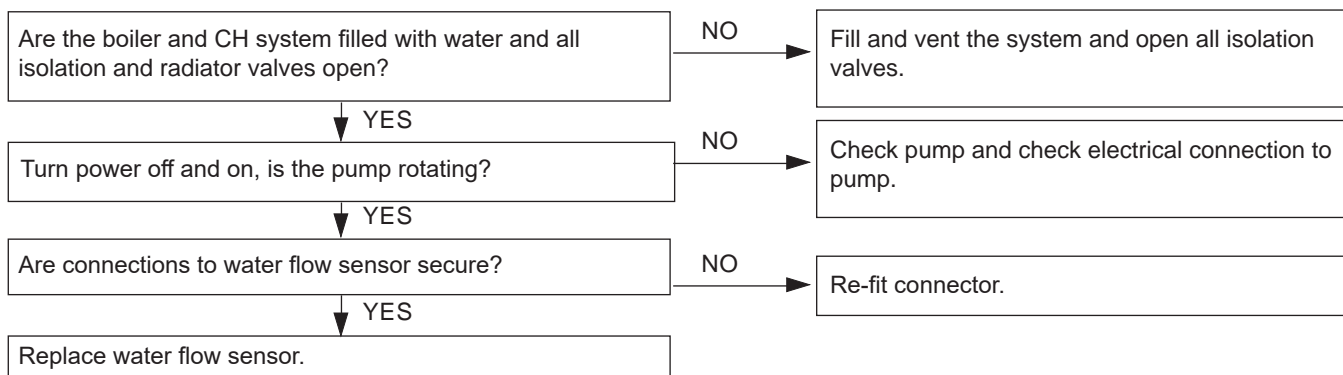 Are the boiler and CH system filled with water and all
isolation and radiator valves open?
NO
Fill and vent the system and open all isolation
valves.
YES
Turn power off and on, is the pump rotating?
NO
Check pump and check electrical connection to
pump.
YES
Are connections to water flow sensor secure?
NO
Re-fit connector.
YES
Replace water flow sensor.